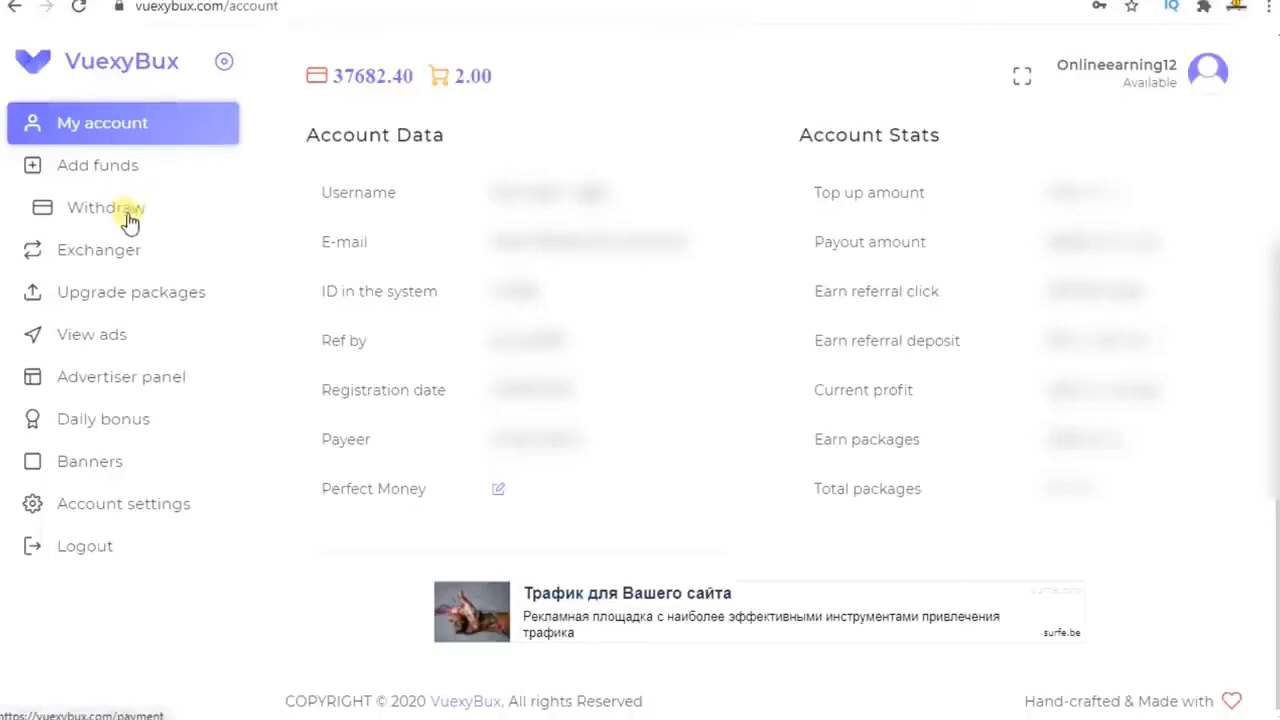 vuexybux.com/account
VuexyBux
37682.40
2.00
Onlineearning12
Available
My account
Add funds
Withdraw
Exchanger
Upgrade packages
View ads
Advertiser panel
Daily bonus
Banners
Account settings
Logout
Account Data
Username
E-mail
ID in the system
Ref by
Registration date
Payeer
Perfect Money
Account Stats
Top up amount
Payout amount
Earn referral click
Earn referral deposit
Current profit
Earn packages
Total packages
Трафик для Вашего сайта
Рекламная площадка с наиболее эффективными инструментами привлечения
трафика
surfe.be
COPYRIGHT © 2020 VuexyBux, All rights Reserved
Hand-crafted & Made with
https://vuexybux.com/payment